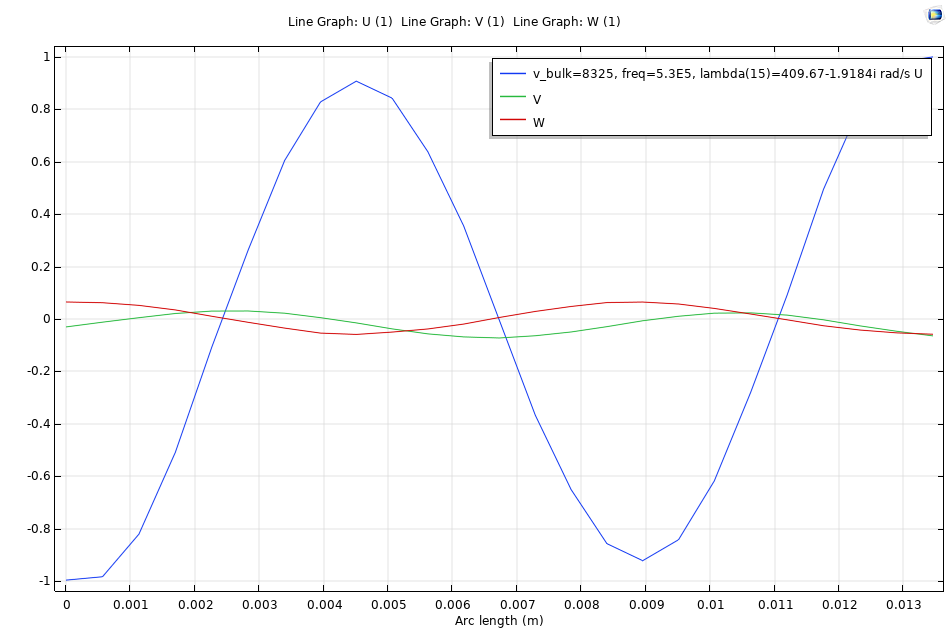 Line Graph: U (1) Line Graph: V (1) Line Graph: W (1)
v_bulk=8325, freq=5.3E5, lambda(15)=409.67-1.9184i rad/s U
V
W
1
0.8
0.6
0.4
0.2
0
-0.2
-0.4
-0.6
-0.8
-1
0 0.001 0.002 0.003 0.004 0.005 0.006 0.007 0.008 0.009 0.01 0.011 0.012 0.013
Arc length (m)